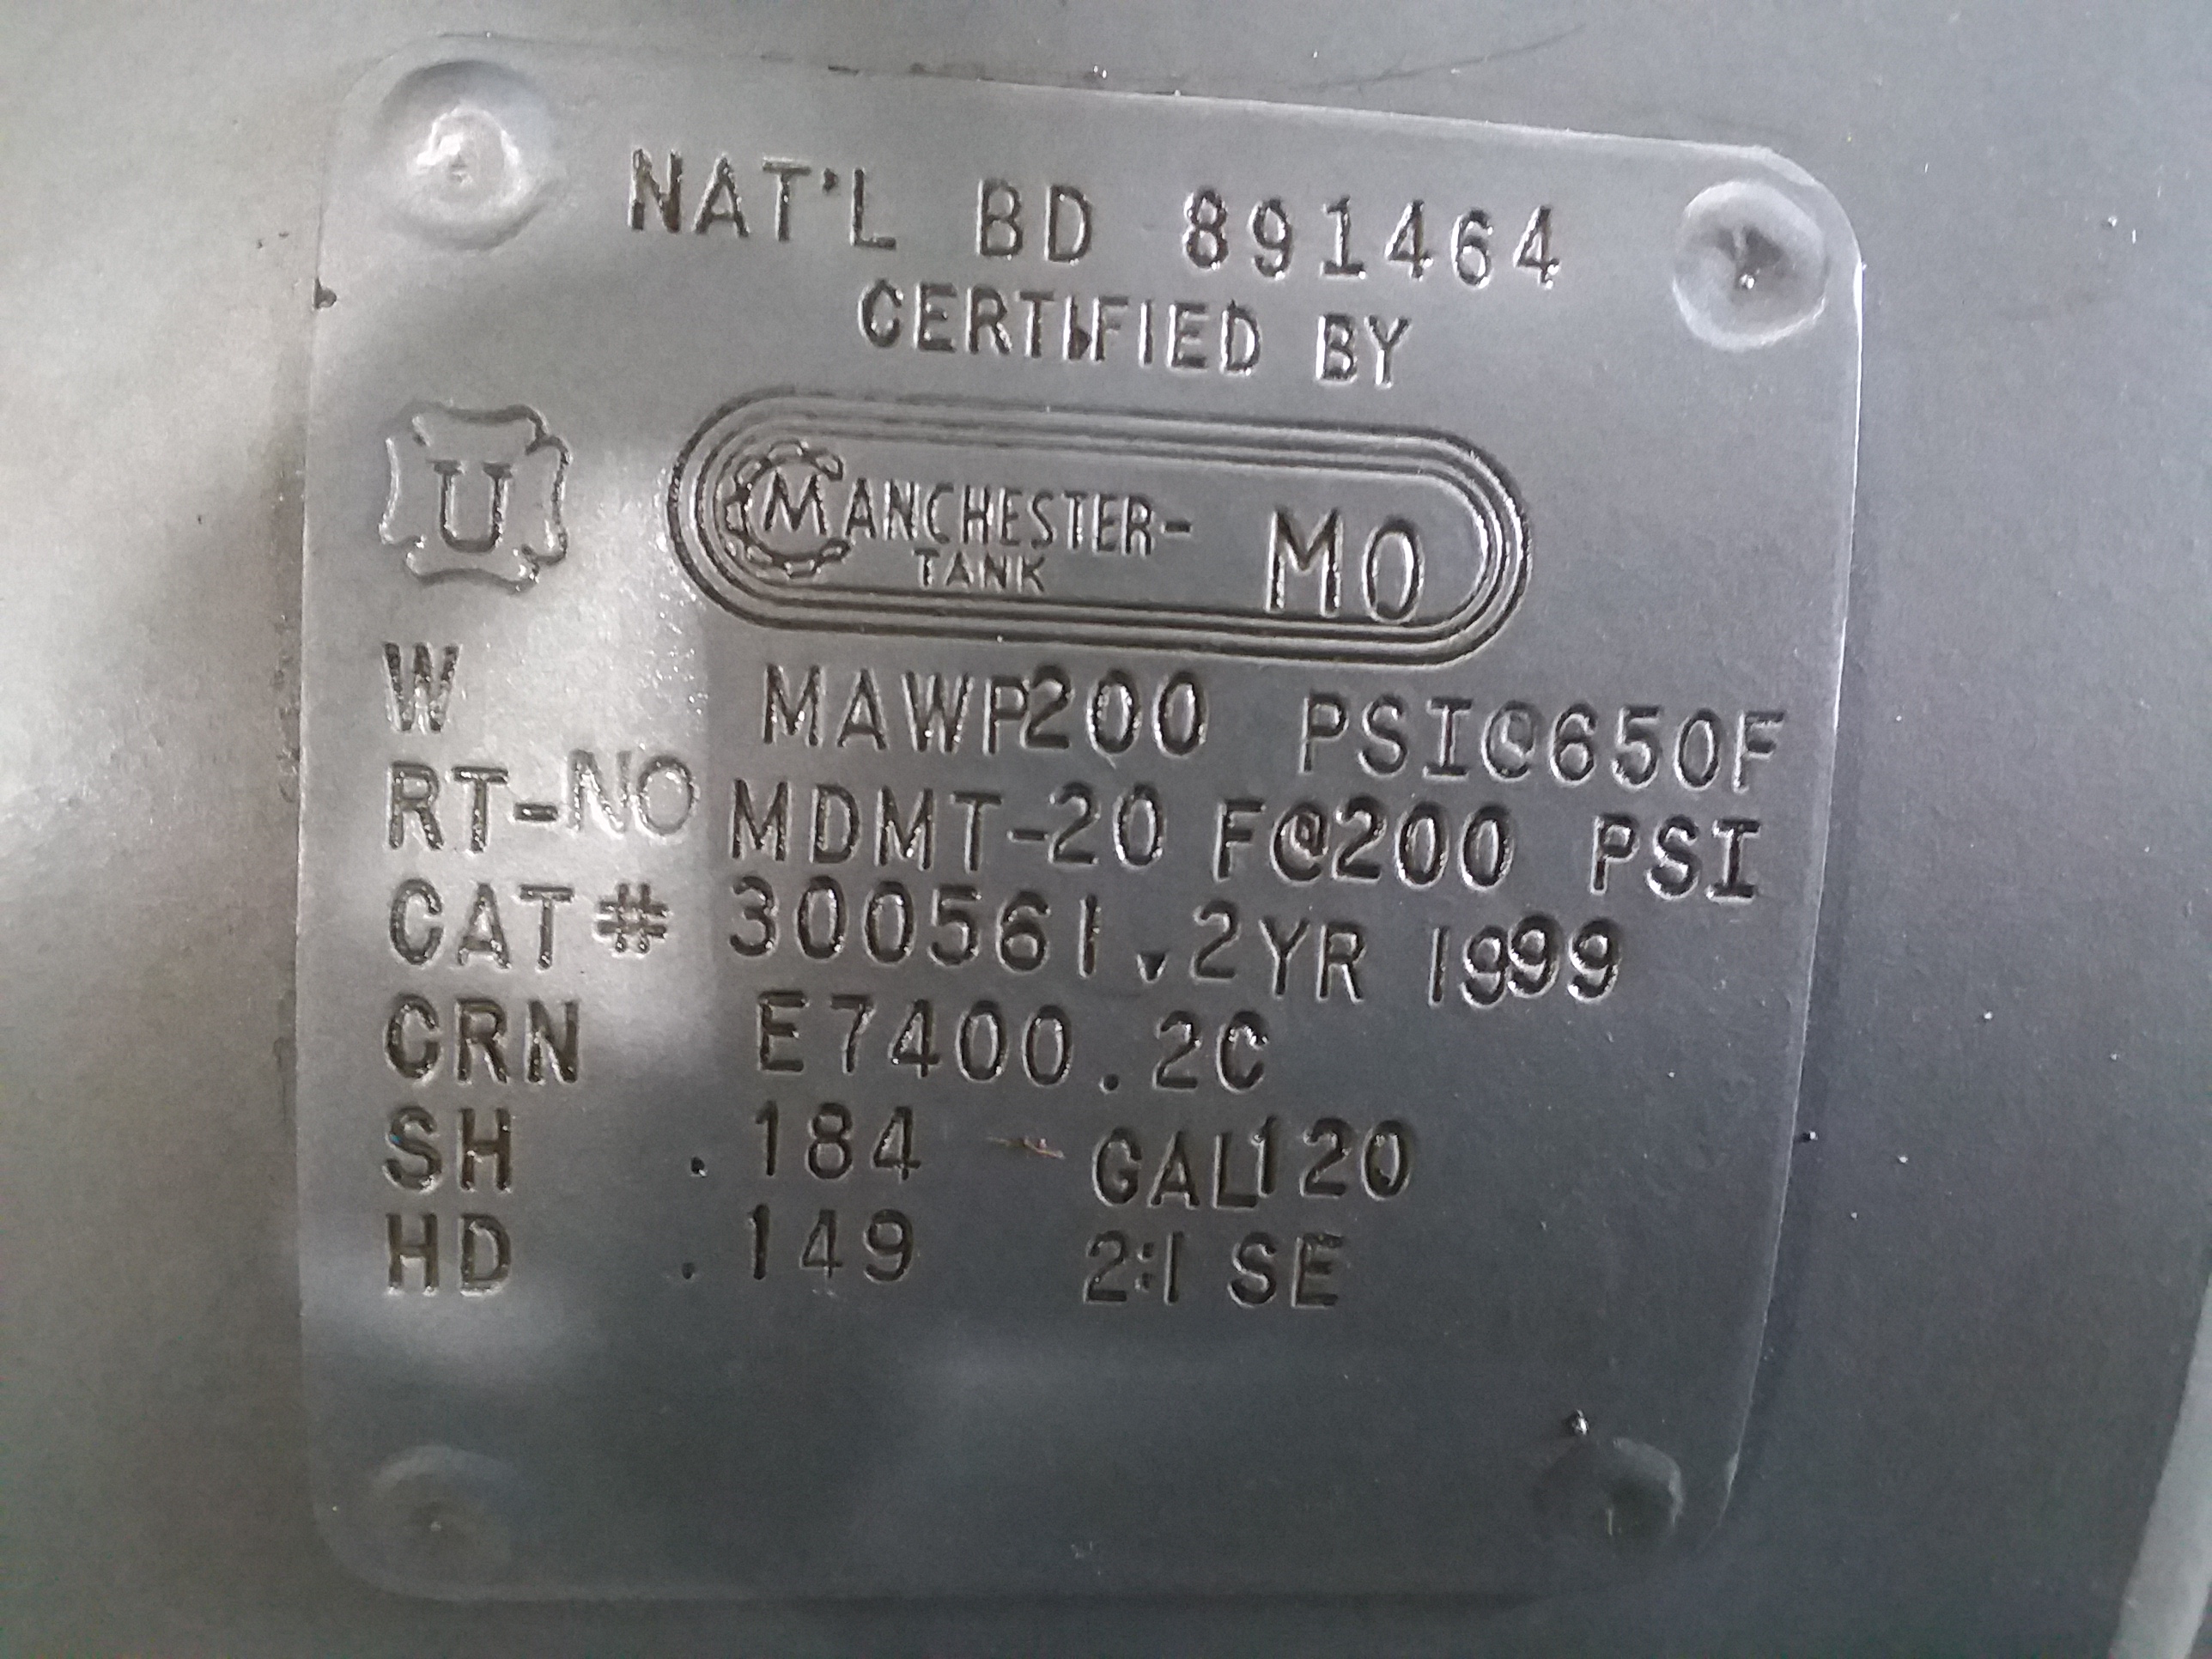 NAT'L BD 891464
CERTIFIED BY
U
MANCHESTER-
TANK
MO
W MAWP200 PSI@650F
RT-NO MDMT-20 F@200 PSI
CAT# 300561.2YR 1999
CRN E7400.2C
SH .184 GAL120
HD .149 2:1 SE